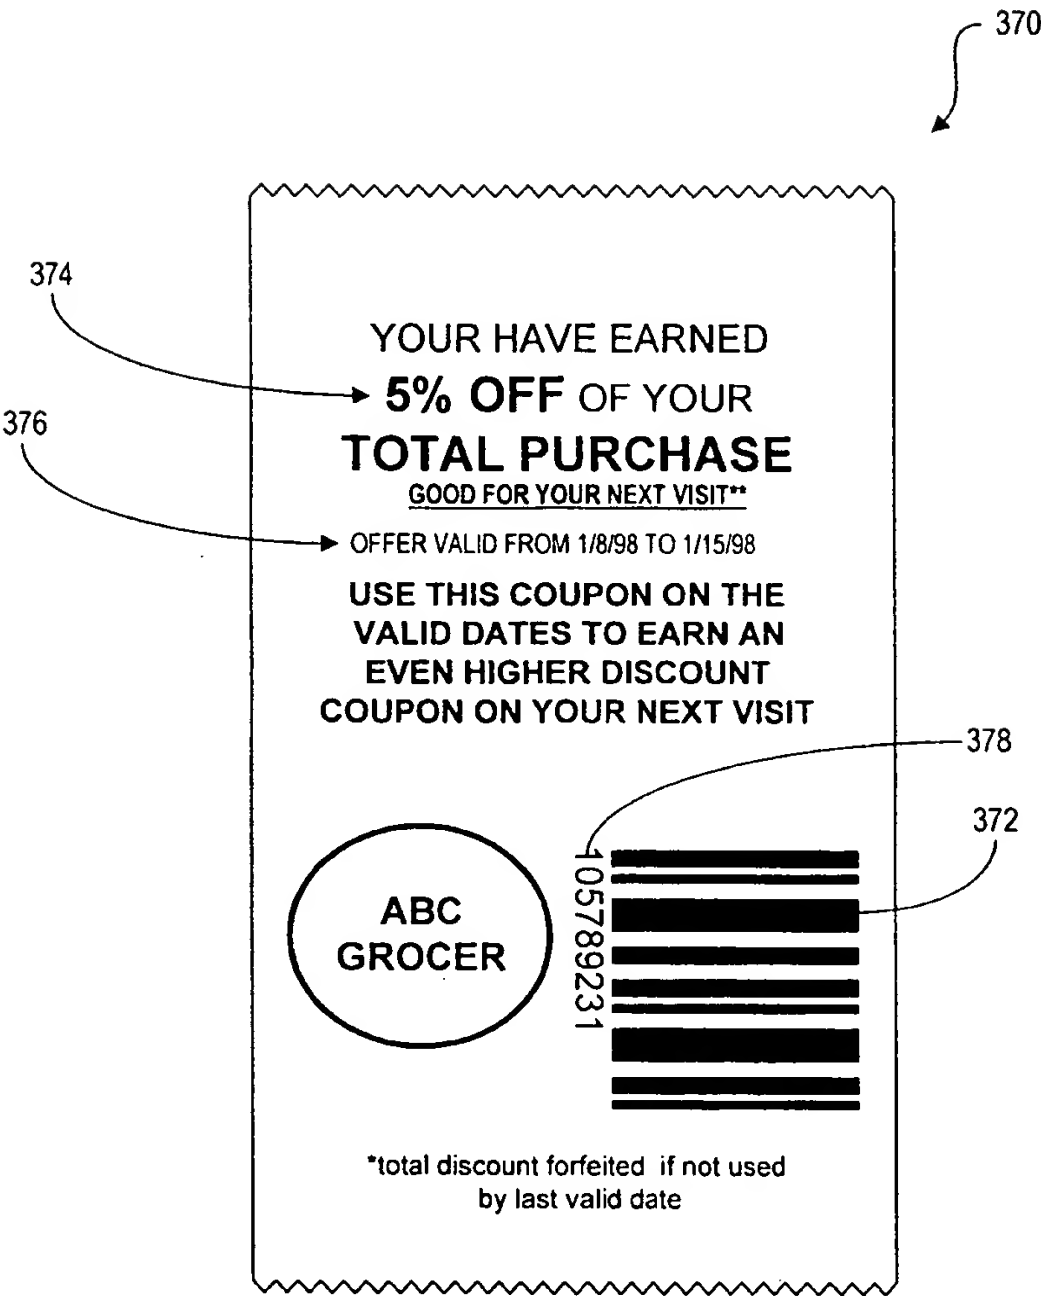 370
374
YOUR HAVE EARNED
5% OFF OF YOUR
376
TOTAL PURCHASE
GOOD FOR YOUR NEXT VISIT**
OFFER VALID FROM 1/8/98 TO 1/15/98
USE THIS COUPON ON THE
VALID DATES TO EARN AN
EVEN HIGHER DISCOUNT
COUPON ON YOUR NEXT VISIT
378
372
ABC
GROCER
1057889231
*total discount forfeited if not used
by last valid date